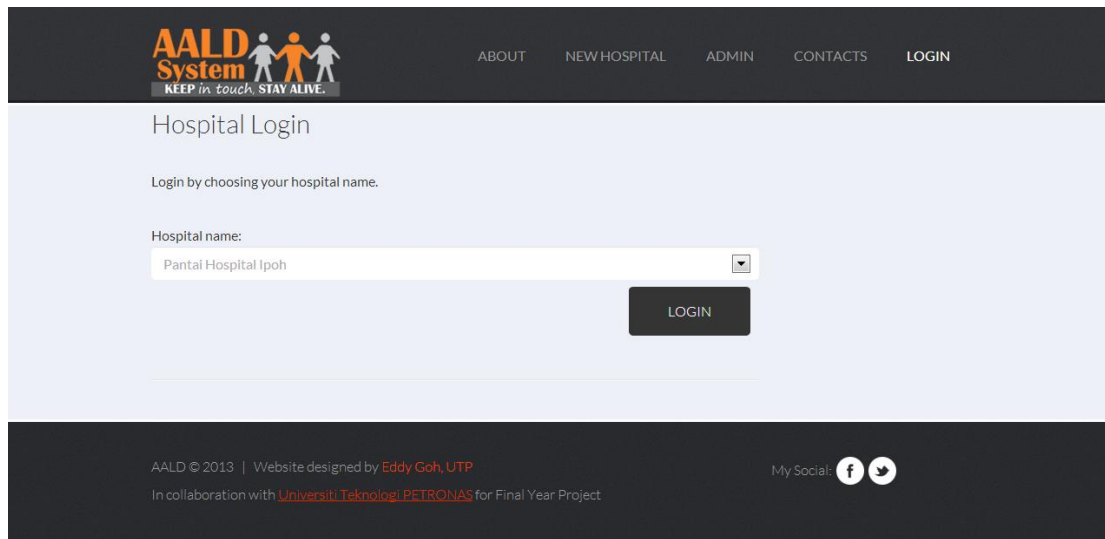 AALD
System
KEEP in touch, STAY ALIVE.
ABOUT NEW HOSPITAL ADMIN CONTACTS LOGIN
Hospital Login
Login by choosing your hospital name.
Hospital name:
Pantai Hospital Ipoh
LOGIN
AALD © 2013 | Website designed by Eddy Goh, UTP
In collaboration with Universiti Teknologi PETRONAS for Final Year Project
My Social: